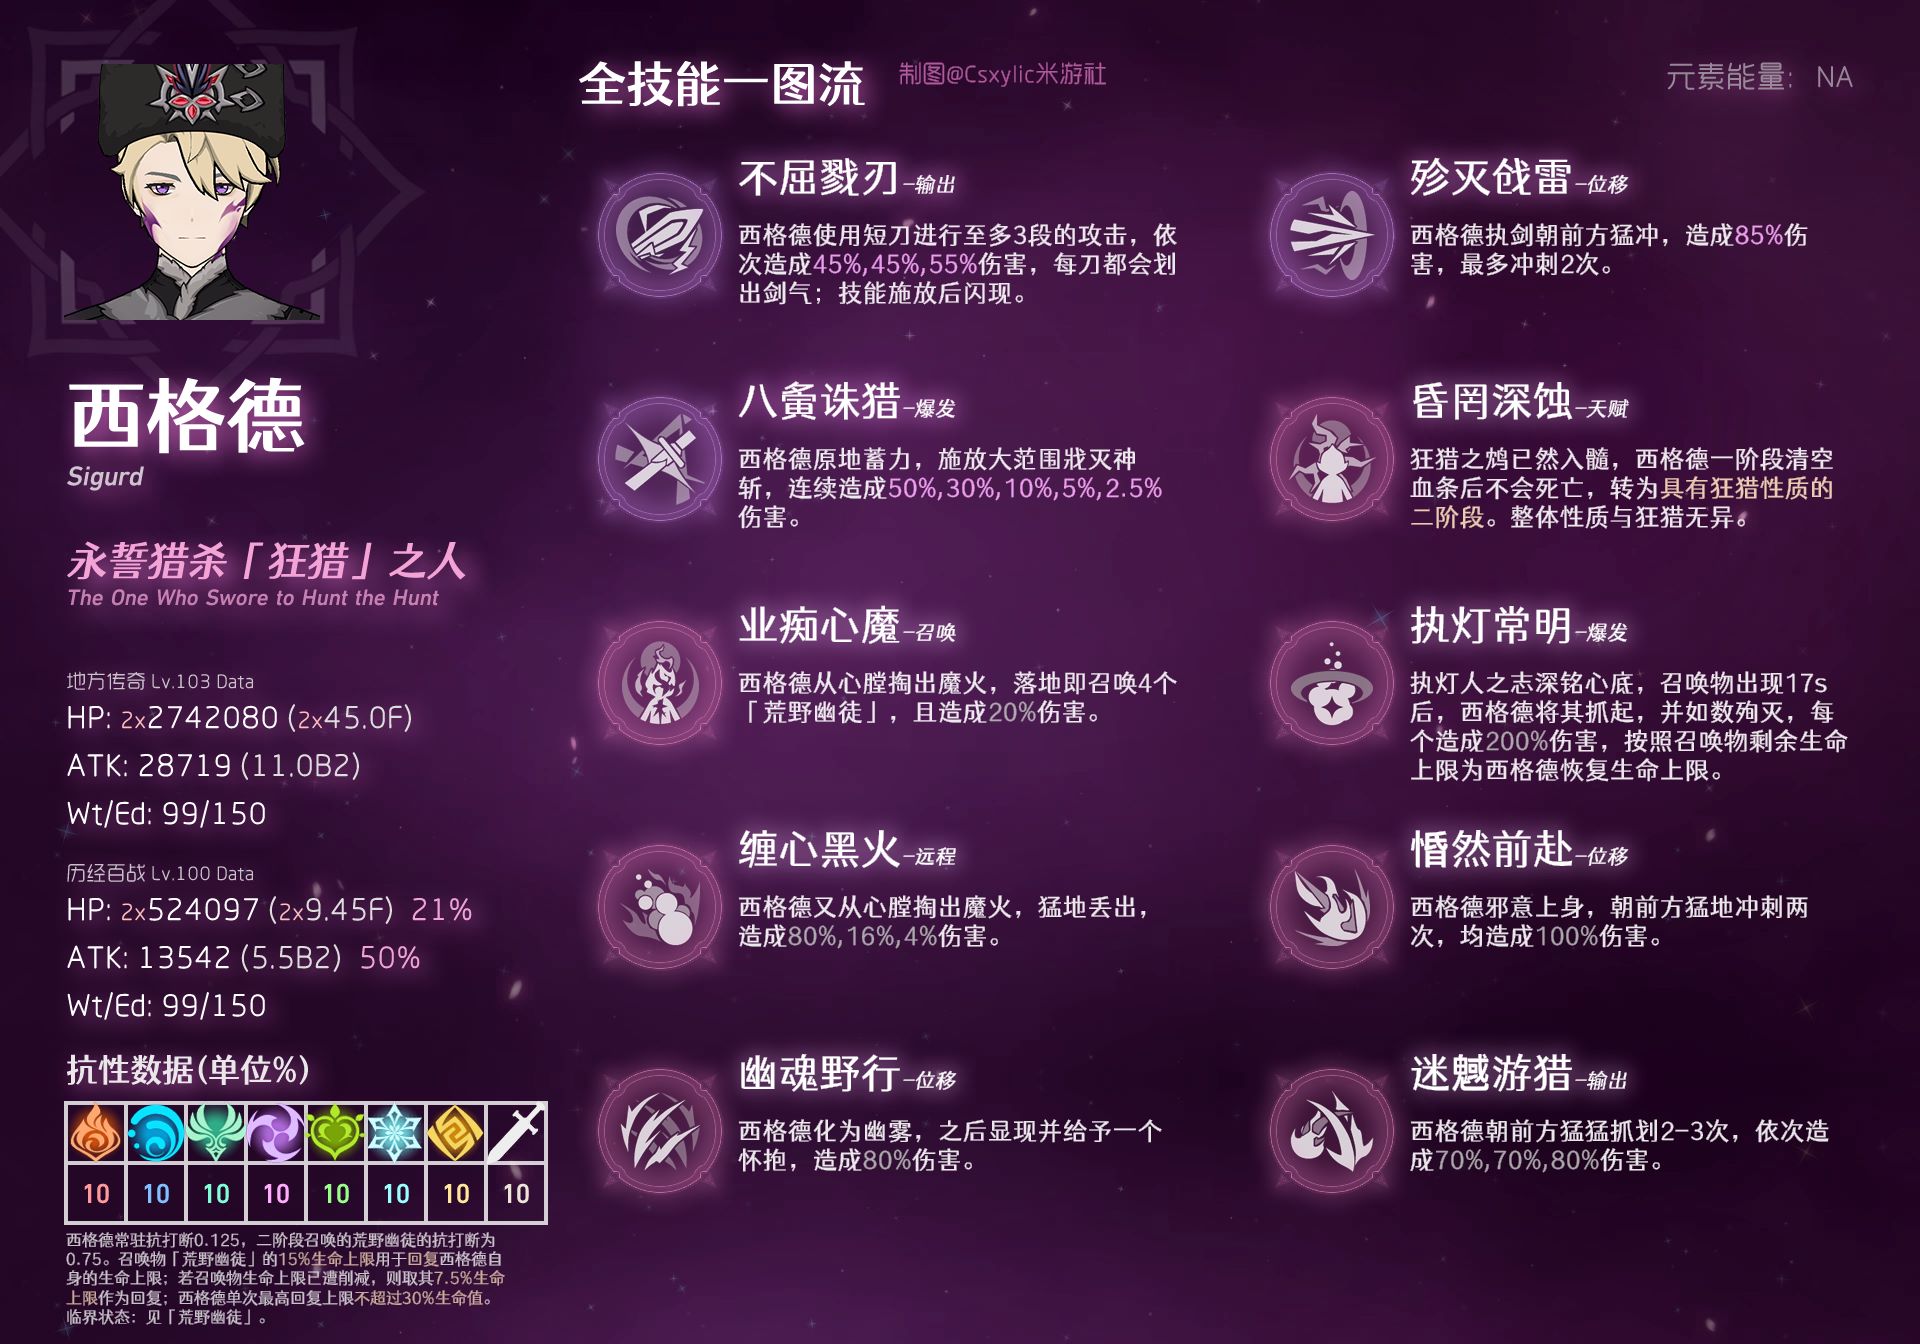 全技能一图流 制图@Csxylic米游社
元素能量: NA
西格德
Sigurd
永誓猎杀「狂猎」之人
The One Who Swore to Hunt the Hunt
地方传奇 Lv.103 Data
HP: 2x2742080 (2x45.0F)
ATK: 28719 (11.0B2)
Wt/Ed: 99/150
历经百战 Lv.100 Data
HP: 2x524097 (2x9.45F) 21%
ATK: 13542 (5.5B2) 50%
Wt/Ed: 99/150
抗性数据(单位%)
10 10 10 10 10 10 10 10
西格德常驻抗打断0.125，二阶段召唤的荒野幽徒的抗打断为
0.75。召唤物「荒野幽徒」的15%生命上限用于回复西格德自
身的生命上限；若召唤物生命上限已遭削减，则取其7.5%生命
上限作为回复；西格德单次最高回复上限不超过30%生命值。
临界状态：见「荒野幽徒」。
不屈戮刃-输出
西格德使用短刀进行至多3段的攻击，依
次造成45%,45%,55%伤害，每刀都会划
出剑气；技能施放后闪现。
殄灭戗雷-位移
西格德执剑朝前方猛冲，造成85%伤
害，最多冲刺2次。
八夤诛猎-爆发
西格德原地蓄力，施放大范围戕灭神
斩，连续造成50%,30%,10%,5%,2.5%
伤害。
昏罔深蚀-天赋
狂猎之鸩已然入髓，西格德一阶段清空
血条后不会死亡，转为具有狂猎性质的
二阶段。整体性质与狂猎无异。
业痴心魔-召唤
西格德从心膛掏出魔火，落地即召唤4个
「荒野幽徒」，且造成20%伤害。
执灯常明-爆发
执灯人之志深铭心底，召唤物出现17s
后，西格德将其抓起，并如数殉灭，每
个造成200%伤害，按照召唤物剩余生命
上限为西格德恢复生命上限。
缠心黑火-远程
西格德又从心膛掏出魔火，猛地丢出，
造成80%,16%,4%伤害。
惛然前赴-位移
西格德邪意上身，朝前方猛地冲刺两
次，均造成100%伤害。
幽魂野行-位移
西格德化为幽雾，之后显现并给予一个
怀抱，造成80%伤害。
迷魆游猎-输出
西格德朝前方猛猛抓划2-3次，依次造
成70%,70%,80%伤害。